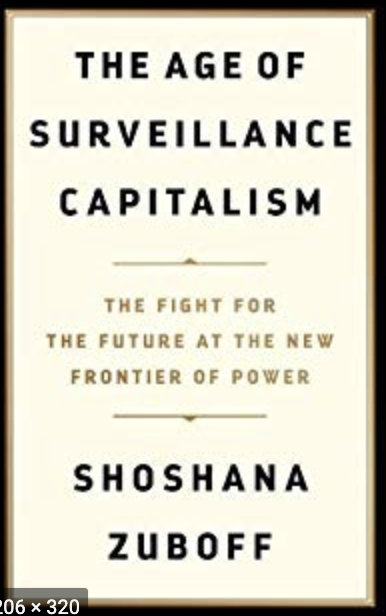 THE AGE OF
SURVEILLANCE
CAPITALISM
THE FIGHT FOR
THE FUTURE AT THE NEW
FRONTIER OF POWER
SHOSHANA
ZUBOFF
206 × 320